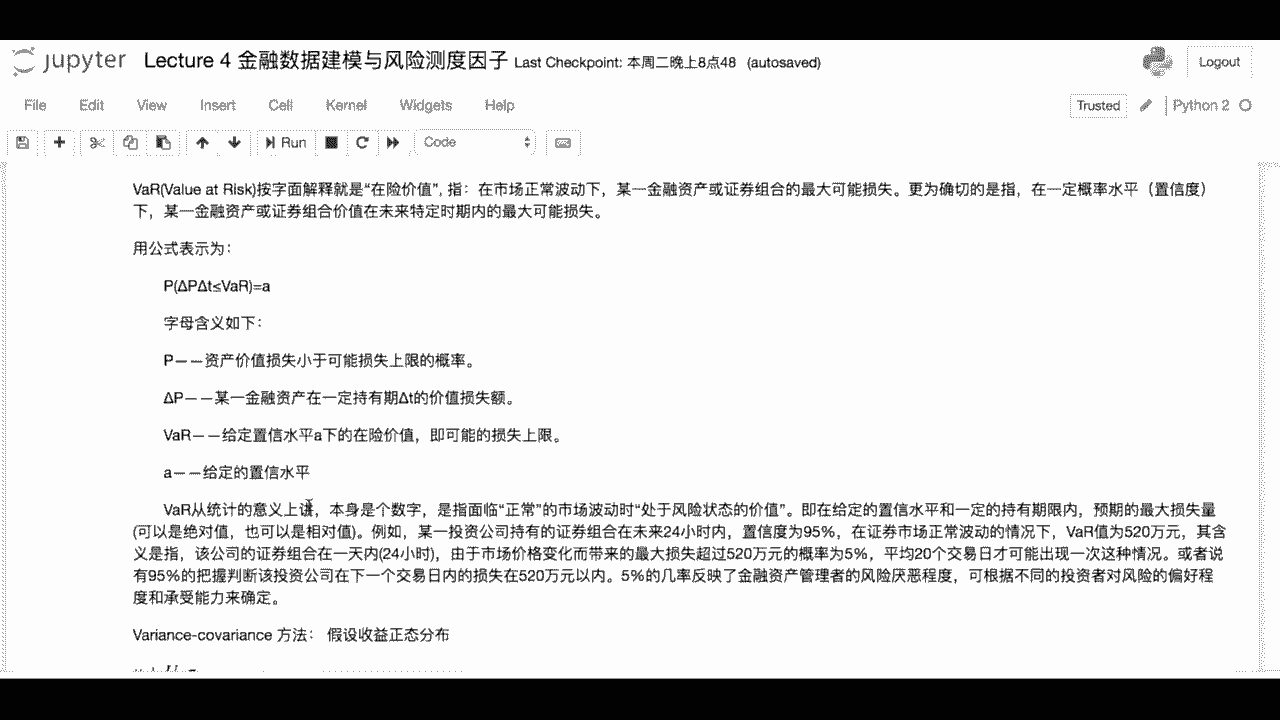 jupyter Lecture 4 金融数据建模与风险测度因子 Last Checkpoint: 本周二晚上8点48 (autosaved) Logout
File Edit View Insert Cell Kernel Widgets Help Trusted Python 2
Run Code
VaR(Value at Risk)按字面解释就是“在险价值”, 指：在市场正常波动下，某一金融资产或证券组合的最大可能损失。更为确切的是指，在一定概率水平（置信度）
下，某一金融资产或证券组合价值在未来特定时期内的最大可能损失。
用公式表示为：
P(ΔPΔt≤VaR)=a
字母含义如下：
P——资产价值损失小于可能损失上限的概率。
ΔP——某一金融资产在一定持有期Δt的价值损失额。
VaR——给定置信水平a下的在险价值，即可能的损失上限。
a——给定的置信水平
VaR从统计的意义上讲，本身是个数字，是指面临“正常”的市场波动时“处于风险状态的价值”。即在给定的置信水平和一定的持有期限内，预期的最大损失量
(可以是绝对值，也可以是相对值)。例如，某一投资公司持有的证券组合在未来24小时内，置信度为95%，在证券市场正常波动的情况下，VaR值为520万元，其含
义是指，该公司的证券组合在一天内(24小时)，由于市场价格变化而带来的最大损失超过520万元的概率为5%，平均20个交易日才可能出现一次这种情况。或者说
有95%的把握判断该投资公司在下一个交易日内的损失在520万元以内。5%的几率反映了金融资产管理者的风险厌恶程度，可根据不同的投资者对风险的偏好程
度和承受能力来确定。
Variance-covariance 方法： 假设收益正态分布